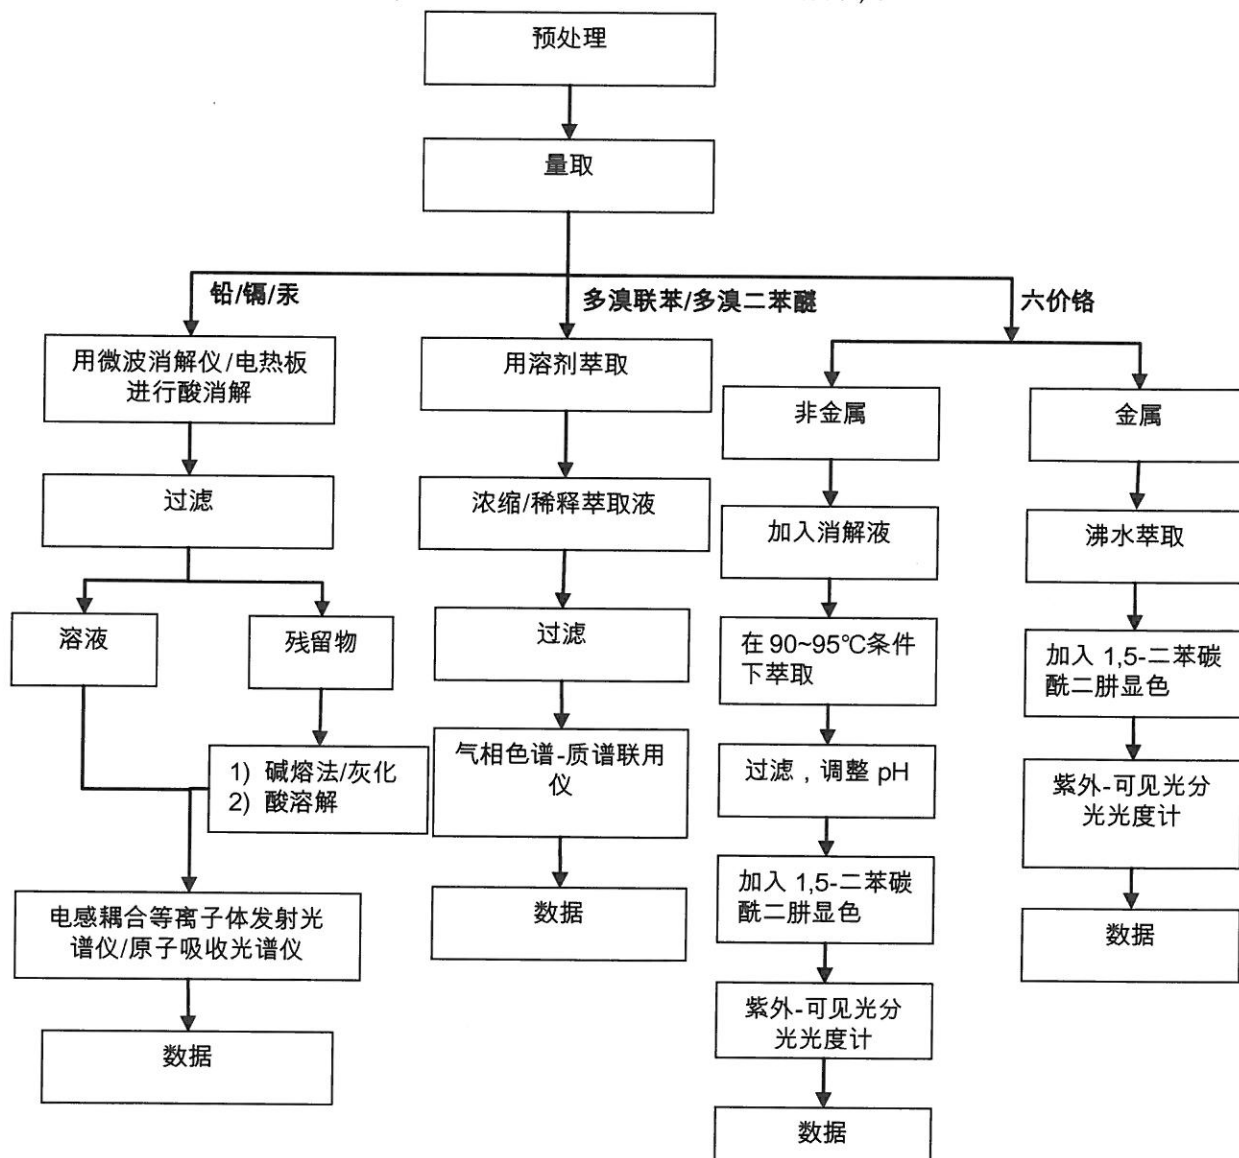 预处理
量取
铅/镉/汞
多溴联苯/多溴二苯醚
六价铬
用微波消解仪/电热板
进行酸消解
过滤
溶液
残留物
1) 碱熔法/灰化
2) 酸溶解
电感耦合等离子体发射光
谱仪/原子吸收光谱仪
数据
用溶剂萃取
浓缩/稀释萃取液
过滤
气相色谱-质谱联用
仪
数据
非金属
加入消解液
在 90~95℃条件
下萃取
过滤，调整 pH
加入 1,5-二苯碳
酰二肼显色
紫外-可见光分
光光度计
数据
金属
沸水萃取
加入 1,5-二苯碳
酰二肼显色
紫外-可见光分
光光度计
数据